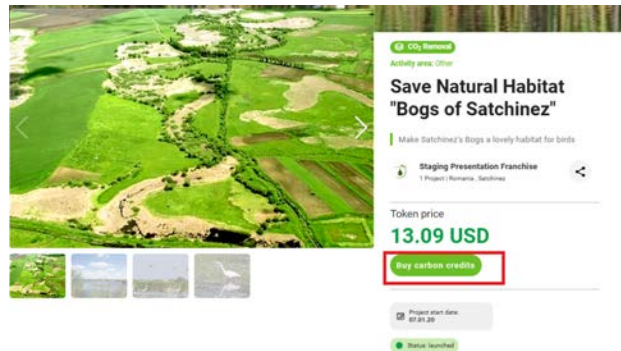 CO₂ Removal
Activity area: Other
Save Natural Habitat
"Bogs of Satchinez"
Make Satchinez's Bogs a lovely habitat for birds
Staging Presentation Franchise
1 Project | Romania , Satchinez
Token price
13.09 USD
Buy carbon credits
Project start date:
07.01.20
Status: launched